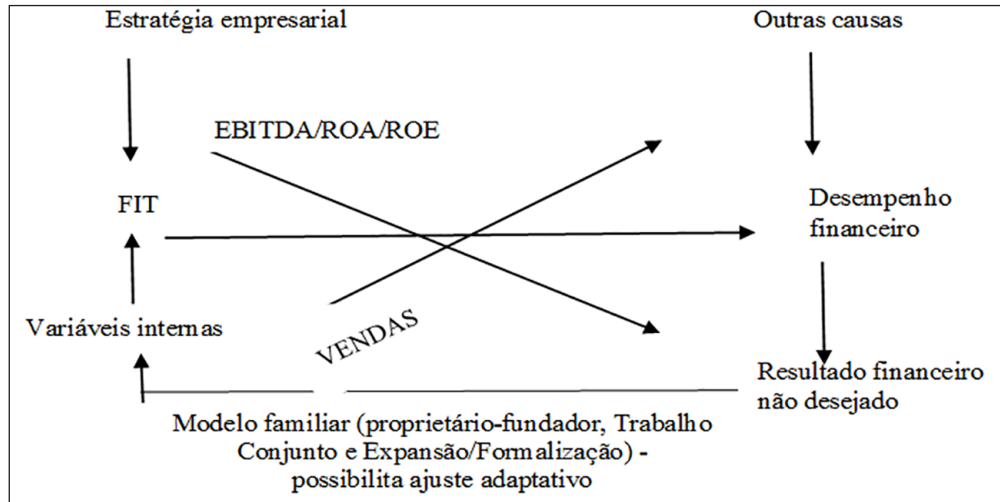 Estratégia empresarial
Outras causas
EBITDA/ROA/ROE
FIT
Desempenho
financeiro
Variáveis internas
VENDAS
Resultado financeiro
não desejado
Modelo familiar (proprietário-fundador, Trabalho
Conjunto e Expansão/Formalização) -
possibilita ajuste adaptativo